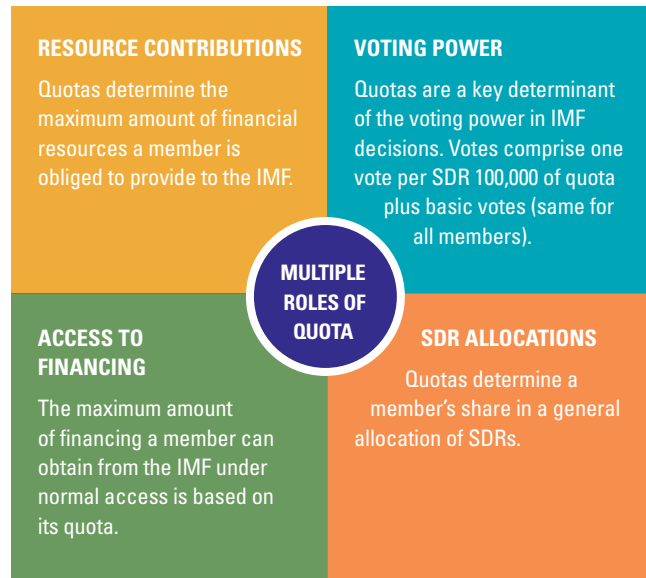 RESOURCE CONTRIBUTIONS
Quotas determine the
maximum amount of financial
resources a member is
obliged to provide to the IMF.
VOTING POWER
Quotas are a key determinant
of the voting power in IMF
decisions. Votes comprise one
vote per SDR 100,000 of quota
plus basic votes (same for
all members).
MULTIPLE
ROLES OF
QUOTA
ACCESS TO
FINANCING
The maximum amount
of financing a member can
obtain from the IMF under
normal access is based on
its quota.
SDR ALLOCATIONS
Quotas determine a
member's share in a general
allocation of SDRs.